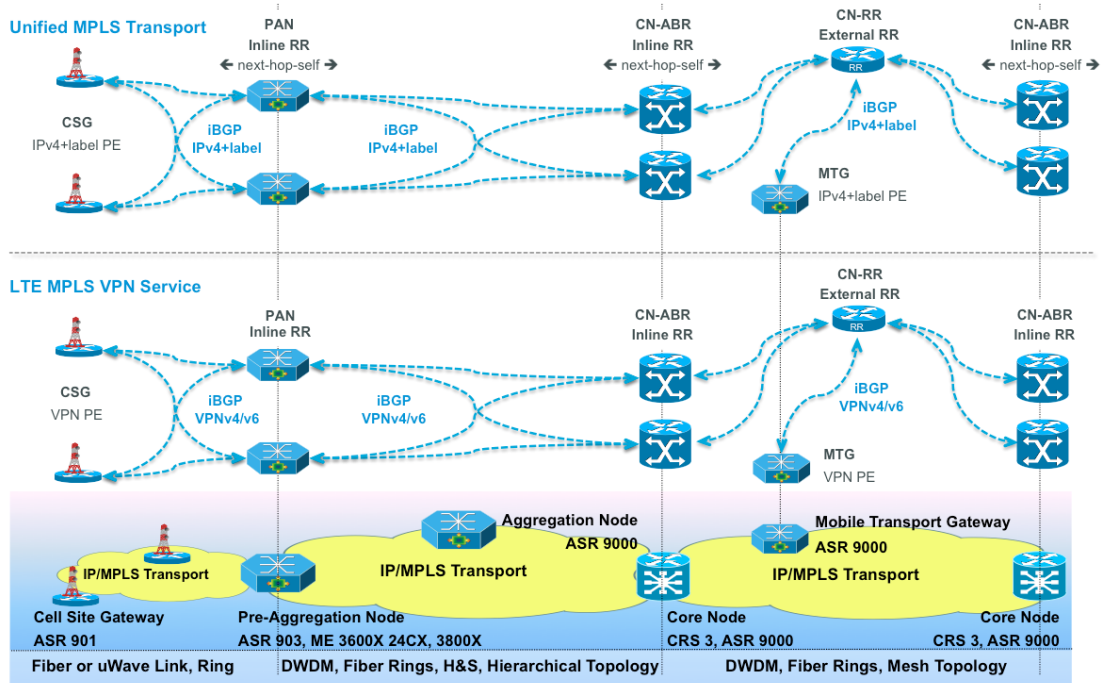 Unified MPLS Transport
PAN
Inline RR
next-hop-self
CN-ABR
Inline RR
next-hop-self
CN-RR
External RR
RR
CN-ABR
Inline RR
next-hop-self
CSG
IPv4+label PE
iBGP
IPv4+label
iBGP
IPv4+label
iBGP
IPv4+label
MTG
IPv4+label PE
LTE MPLS VPN Service
PAN
Inline RR
CN-ABR
Inline RR
CN-RR
External RR
RR
CN-ABR
Inline RR
CSG
VPN PE
iBGP
VPNv4/v6
iBGP
VPNv4/v6
iBGP
VPNv4/v6
MTG
VPN PE
Aggregation Node
ASR 9000
Mobile Transport Gateway
ASR 9000
IP/MPLS Transport
IP/MPLS Transport
IP/MPLS Transport
Cell Site Gateway
ASR 901
Pre-Aggregation Node
ASR 903, ME 3600X 24CX, 3800X
Core Node
CRS 3, ASR 9000
Core Node
CRS 3, ASR 9000
Fiber or uWave Link, Ring
DWDM, Fiber Rings, H&S, Hierarchical Topology
DWDM, Fiber Rings, Mesh Topology